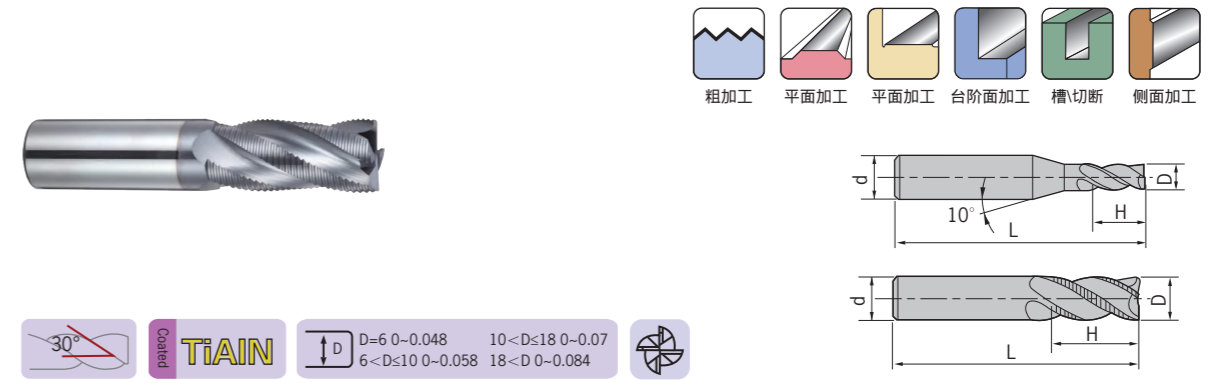 粗加工
平面加工
平面加工
台阶面加工
槽\切断
侧面加工
d
10°
D
H
L
d
D
H
L
30°
Coated
TiAlN
D
D=6 0~0.048
10<D≤18 0~0.07
6<D≤10 0~0.058
18<D 0~0.084